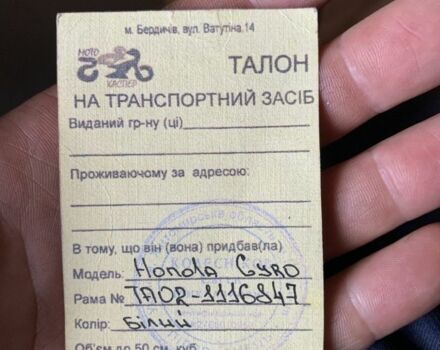 м. Бердичів, вул. Ватутіна, 14
МОТО
КАСПЕР
ТАЛОН
НА ТРАНСПОРТНИЙ ЗАСІБ
Виданий гр-ну (ці)
Проживаючому за адресою:
В тому, що він (вона) придбав(ла)
Модель: Honda Gyro
Рама № TA02-1116847
Колір: білий
Об'єм до 50 см. куб.